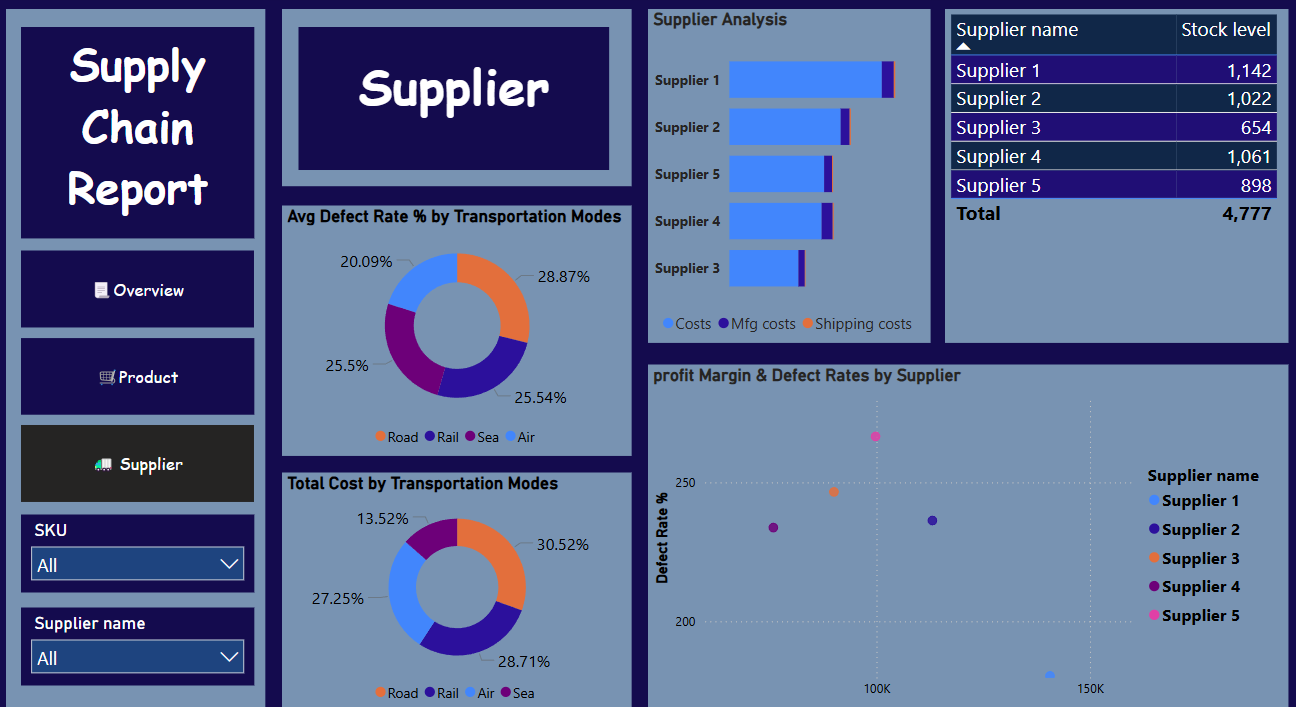 Supply
Chain
Report
📃 Overview
🛒 Product
🚛 Supplier
SKU
All
Supplier name
All
Supplier
Avg Defect Rate % by Transportation Modes
20.09%
28.87%
25.5%
25.54%
Road Rail Sea Air
Total Cost by Transportation Modes
13.52%
30.52%
27.25%
28.71%
Road Rail Air Sea
Supplier Analysis
Supplier 1
Supplier 2
Supplier 5
Supplier 4
Supplier 3
Costs Mfg costs Shipping costs
Supplier name Stock level
Supplier 1 1,142
Supplier 2 1,022
Supplier 3 654
Supplier 4 1,061
Supplier 5 898
Total 4,777
profit Margin & Defect Rates by Supplier
Defect Rate %
250
200
100K 150K
Supplier name
Supplier 1
Supplier 2
Supplier 3
Supplier 4
Supplier 5